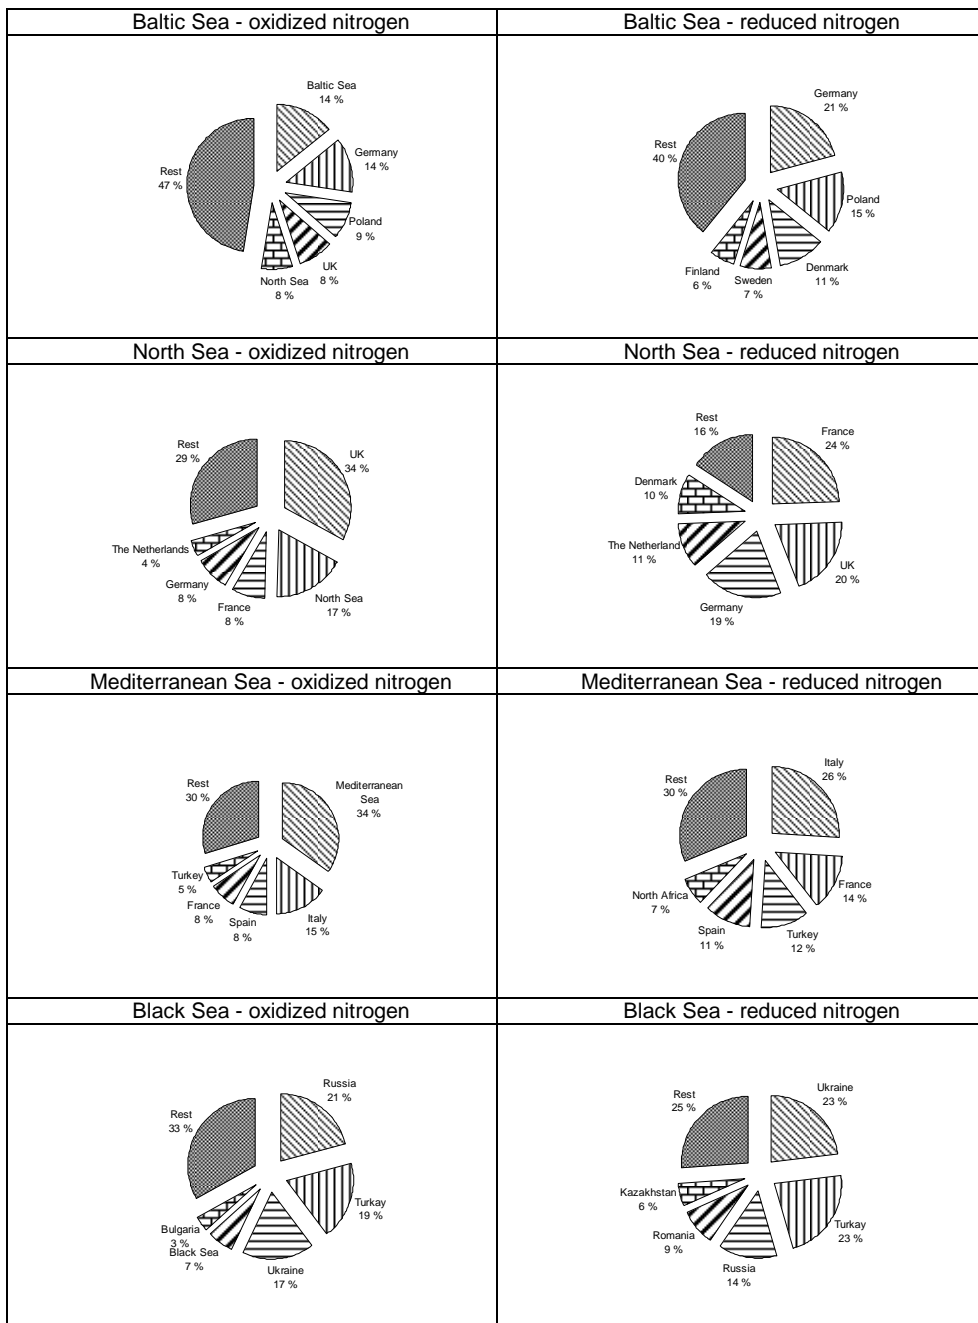 Baltic Sea - oxidized nitrogen
Baltic Sea
14 %
Germany
14 %
Poland
9 %
UK
8 %
North Sea
8 %
Rest
47 %
Baltic Sea - reduced nitrogen
Germany
21 %
Poland
15 %
Denmark
11 %
Sweden
7 %
Finland
6 %
Rest
40 %
North Sea - oxidized nitrogen
UK
34 %
North Sea
17 %
France
8 %
Germany
8 %
The Netherlands
4 %
Rest
29 %
North Sea - reduced nitrogen
France
24 %
UK
20 %
Germany
19 %
The Netherland
11 %
Denmark
10 %
Rest
16 %
Mediterranean Sea - oxidized nitrogen
Mediterranean
Sea
34 %
Italy
15 %
Spain
8 %
France
8 %
Turkey
5 %
Rest
30 %
Mediterranean Sea - reduced nitrogen
Italy
26 %
France
14 %
Turkey
12 %
Spain
11 %
North Africa
7 %
Rest
30 %
Black Sea - oxidized nitrogen
Russia
21 %
Turkay
19 %
Ukraine
17 %
Black Sea
7 %
Bulgaria
3 %
Rest
33 %
Black Sea - reduced nitrogen
Ukraine
23 %
Turkay
23 %
Russia
14 %
Romania
9 %
Kazakhstan
6 %
Rest
25 %